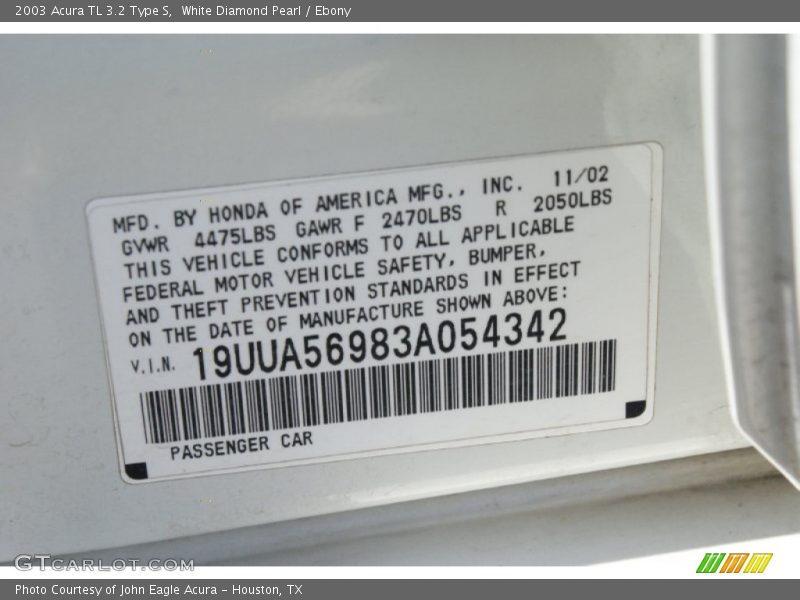 2003 Acura TL 3.2 Type S,  White Diamond Pearl / Ebony
MFD. BY HONDA OF AMERICA MFG., INC. 11/02
GVWR 4475LBS GAWR F 2470LBS R 2050LBS
THIS VEHICLE CONFORMS TO ALL APPLICABLE
FEDERAL MOTOR VEHICLE SAFETY, BUMPER,
AND THEFT PREVENTION STANDARDS IN EFFECT
ON THE DATE OF MANUFACTURE SHOWN ABOVE:
V.I.N. 19UUA56983A054342
PASSENGER CAR
GTCARLOT.COM
Photo Courtesy of John Eagle Acura - Houston, TX